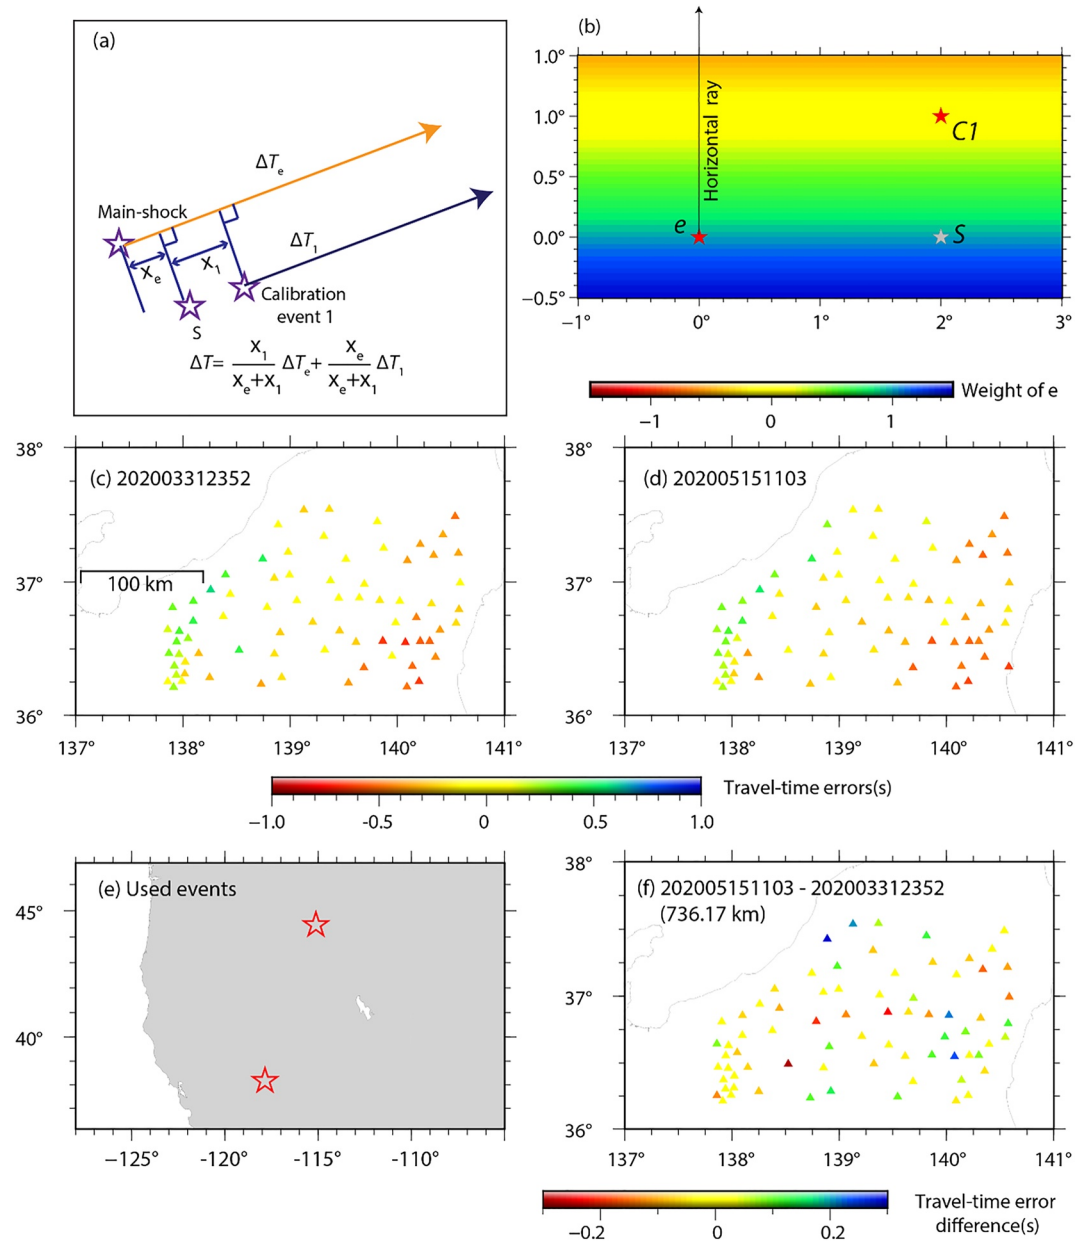 (a)
ΔTe
Main-shock
ΔT1
xe
x1
Calibration
event 1
S
ΔT= x1/(xe+x1) ΔTe+ xe/(xe+x1) ΔT1
(b)
1.0°
1.0°
0.5°
0.0°
−0.5°
Horizontal ray
C1
e
S
−1°
0°
1°
2°
3°
−1
0
1
Weight of e
(c) 202003312352
38°
37°
36°
100 km
137°
138°
139°
140°
141°
(d) 202005151103
38°
37°
36°
137°
138°
139°
140°
141°
−1.0
-0.5
0
0.5
1.0
Travel-time errors(s)
(e) Used events
45°
40°
−125°
-120°
-115°
-110°
(f) 202005151103 - 202003312352
(736.17 km)
38°
37°
36°
137°
138°
139°
140°
141°
−0.2
0
0.2
Travel-time error
difference(s)